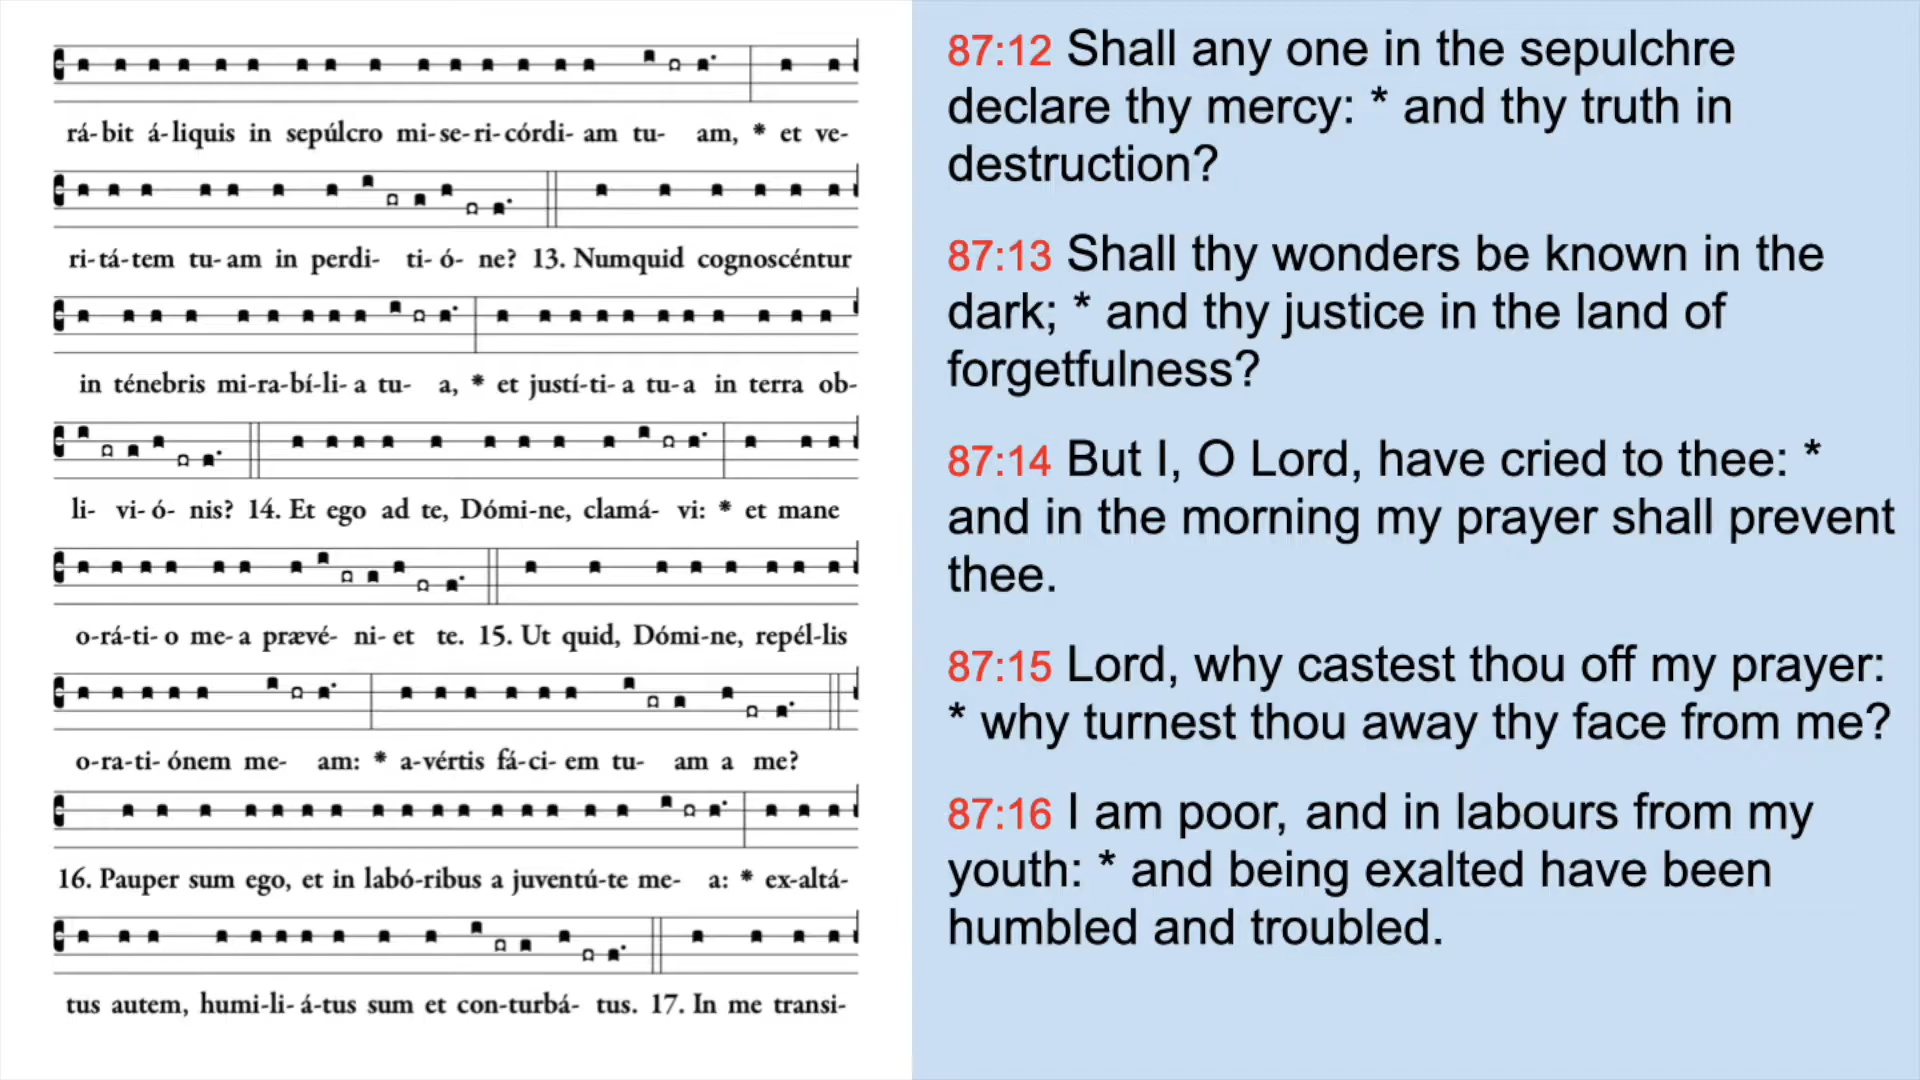 rá-bit á-liquis in sepúlcro mi-se-ri-córdi-am tu- am, * et ve-
ri-tá-tem tu-am in perdi- ti-ó- ne? 13. Numquid cognoscéntur
in ténebris mi-ra-bí-li-a tu- a, * et justí-ti-a tu-a in terra ob-
li- vi-ó- nis? 14. Et ego ad te, Dómi-ne, clamá- vi: * et mane
o-rá-ti-o me-a prævé- ni-et te. 15. Ut quid, Dómi-ne, repél-lis
o-ra-ti-ónem me- am: * a-vértis fá-ci-em tu- am a me?
16. Pauper sum ego, et in labó-ribus a juventú-te me- a: * ex-altá-
tus autem, humi-li-á-tus sum et con-turbá- tus. 17. In me transi-
87:12 Shall any one in the sepulchre
declare thy mercy: * and thy truth in
destruction?
87:13 Shall thy wonders be known in the
dark; * and thy justice in the land of
forgetfulness?
87:14 But I, O Lord, have cried to thee: *
and in the morning my prayer shall prevent
thee.
87:15 Lord, why castest thou off my prayer:
* why turnest thou away thy face from me?
87:16 I am poor, and in labours from my
youth: * and being exalted have been
humbled and troubled.